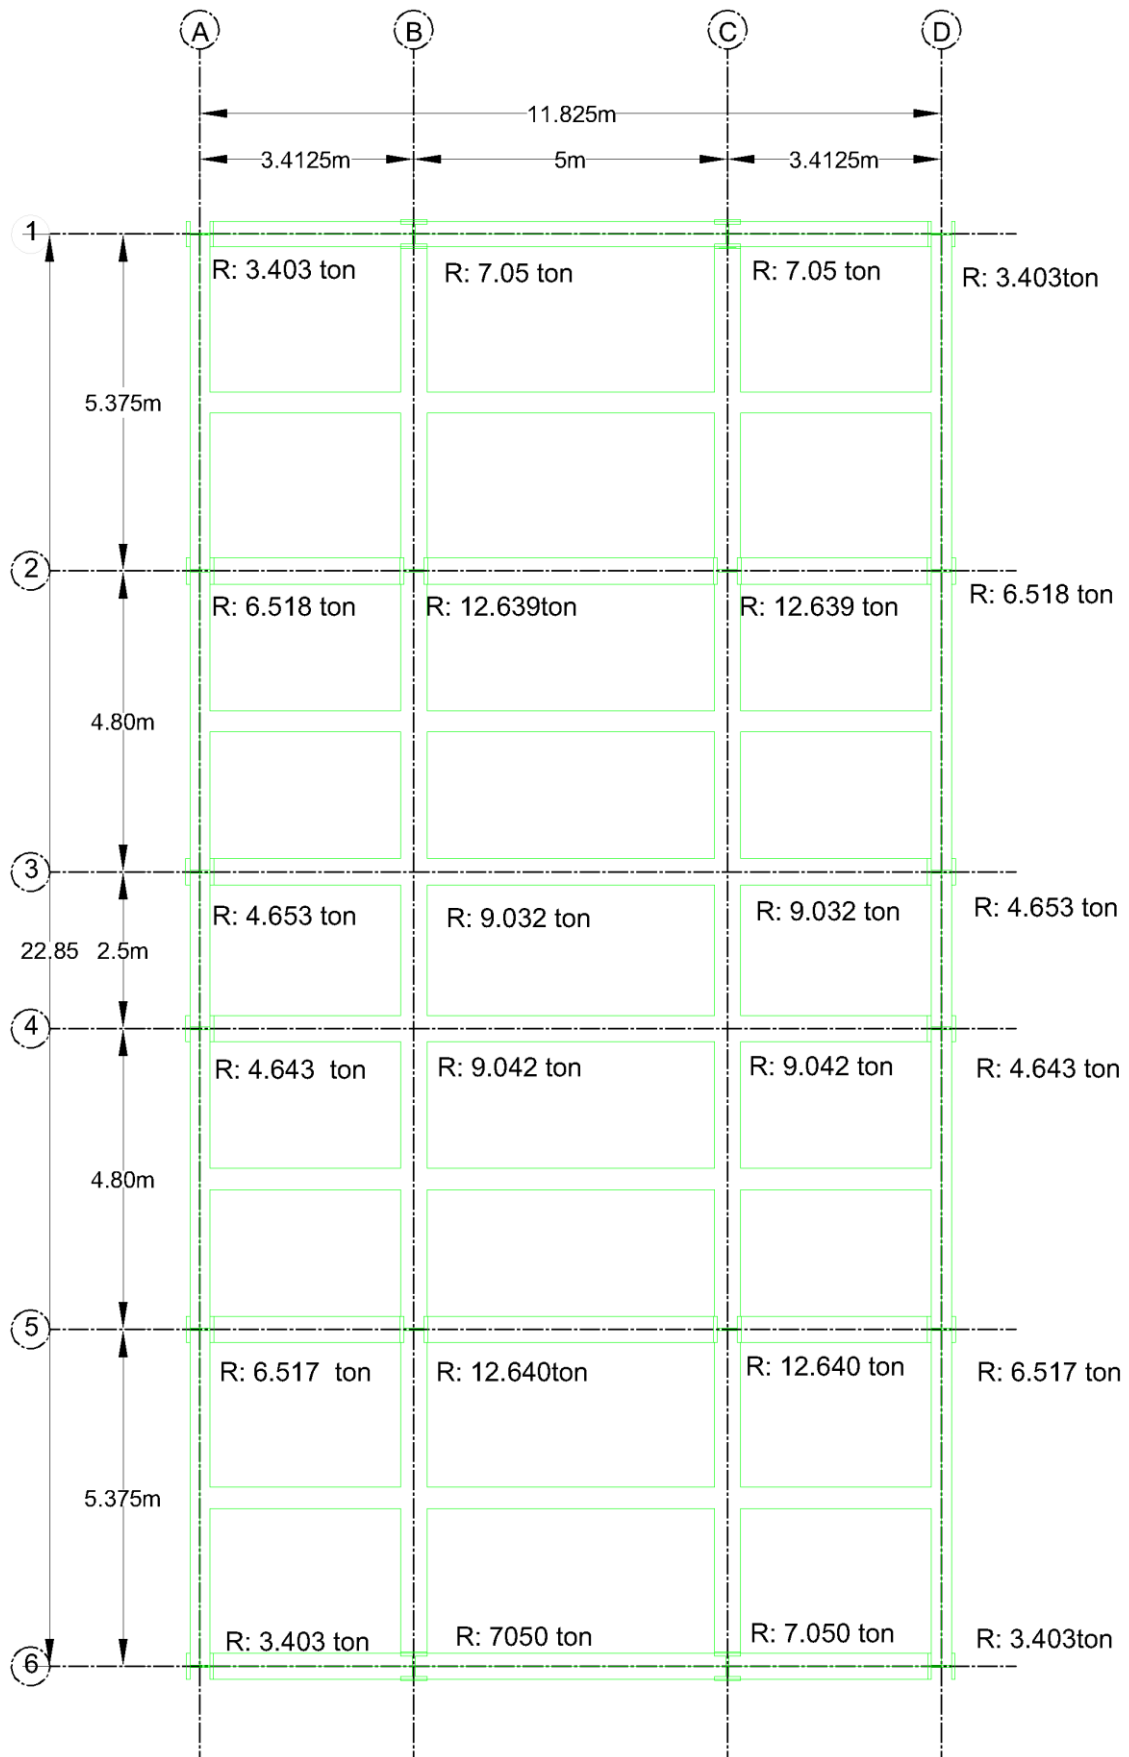 A B C D
11.825m
3.4125m 5m 3.4125m
1
R: 3.403 ton R: 7.05 ton R: 7.05 ton R: 3.403ton
5.375m
2
R: 6.518 ton R: 12.639ton R: 12.639 ton R: 6.518 ton
4.80m
3
R: 4.653 ton R: 9.032 ton R: 9.032 ton R: 4.653 ton
22.85 2.5m
4
R: 4.643 ton R: 9.042 ton R: 9.042 ton R: 4.643 ton
4.80m
5
R: 6.517 ton R: 12.640ton R: 12.640 ton R: 6.517 ton
5.375m
R: 3.403 ton R: 7050 ton R: 7.050 ton R: 3.403ton
6